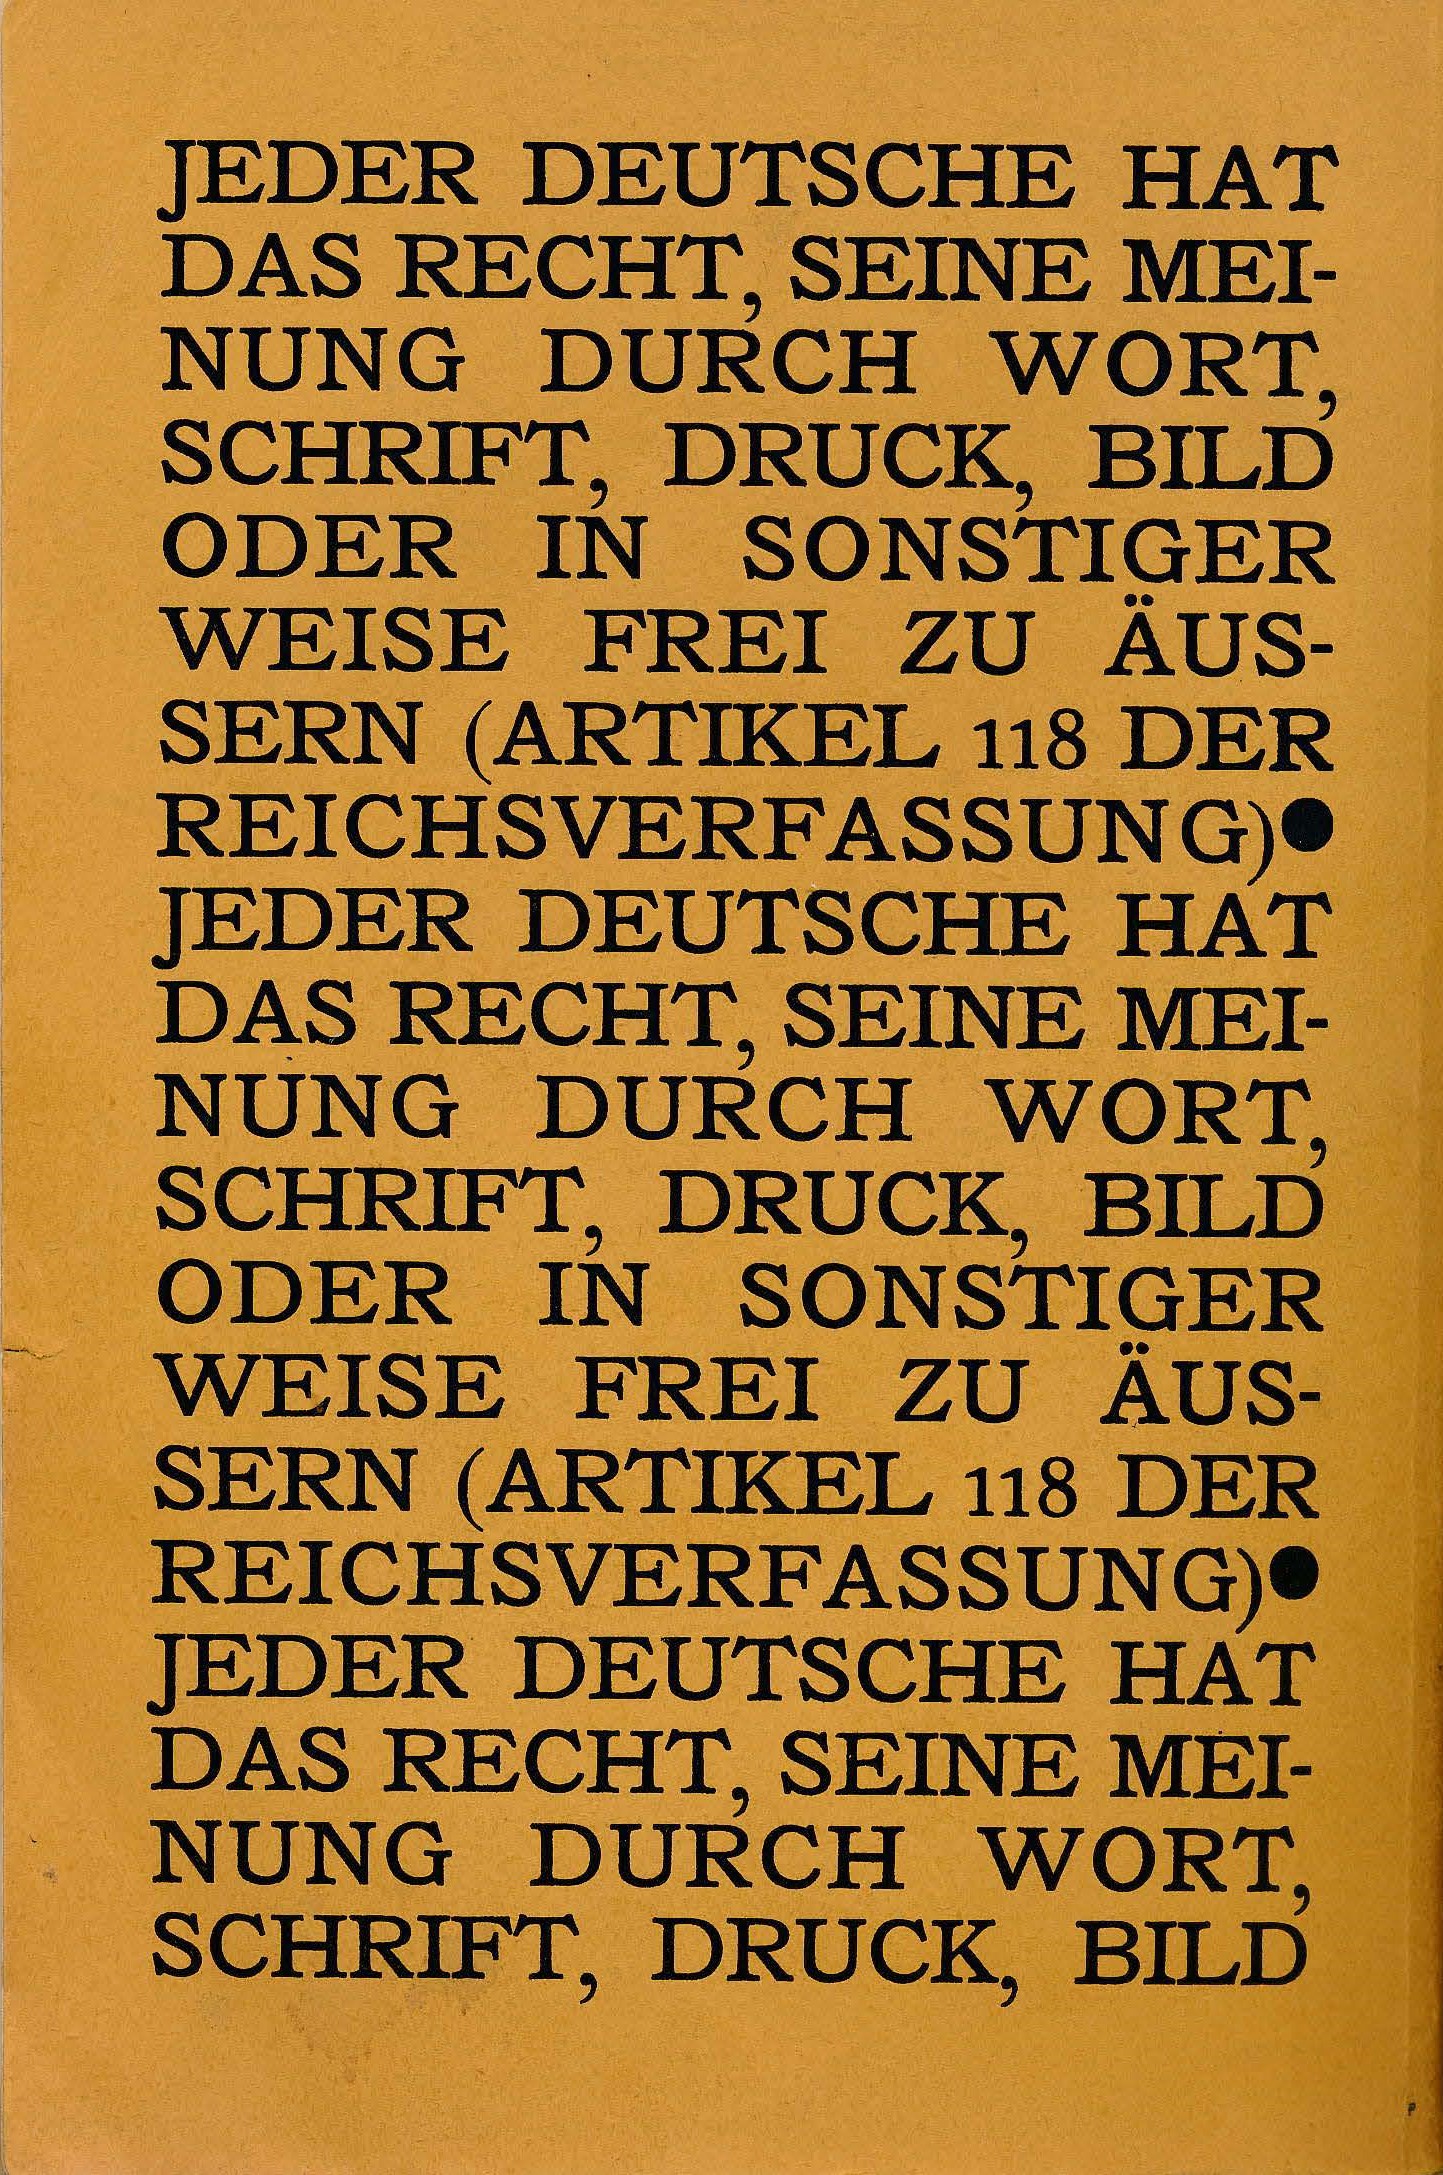 JEDER DEUTSCHE HAT
DAS RECHT, SEINE MEI-
NUNG DURCH WORT,
SCHRIFT, DRUCK, BILD
ODER IN SONSTIGER
WEISE FREI ZU ÄUS-
SERN (ARTIKEL 118 DER
REICHSVERFASSUNG)●
JEDER DEUTSCHE HAT
DAS RECHT, SEINE MEI-
NUNG DURCH WORT,
SCHRIFT, DRUCK, BILD
ODER IN SONSTIGER
WEISE FREI ZU ÄUS-
SERN (ARTIKEL 118 DER
REICHSVERFASSUNG)●
JEDER DEUTSCHE HAT
DAS RECHT, SEINE MEI-
NUNG DURCH WORT,
SCHRIFT, DRUCK, BILD